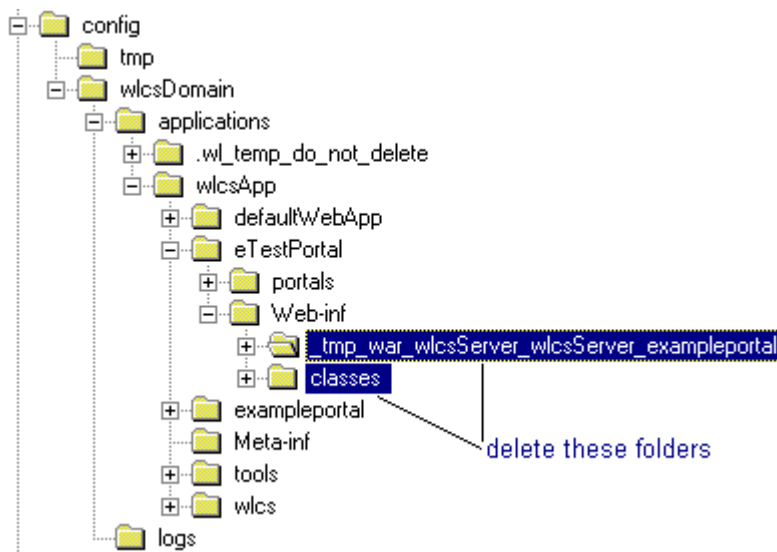 config
tmp
wlcsDomain
applications
.wl_temp_do_not_delete
wlcsApp
defaultWebApp
eTestPortal
portals
Web-inf
_tmp_war_wlcsServer_wlcsServer_exampleportal
classes
exampleportal
Meta-inf
delete these folders
tools
wlcs
logs